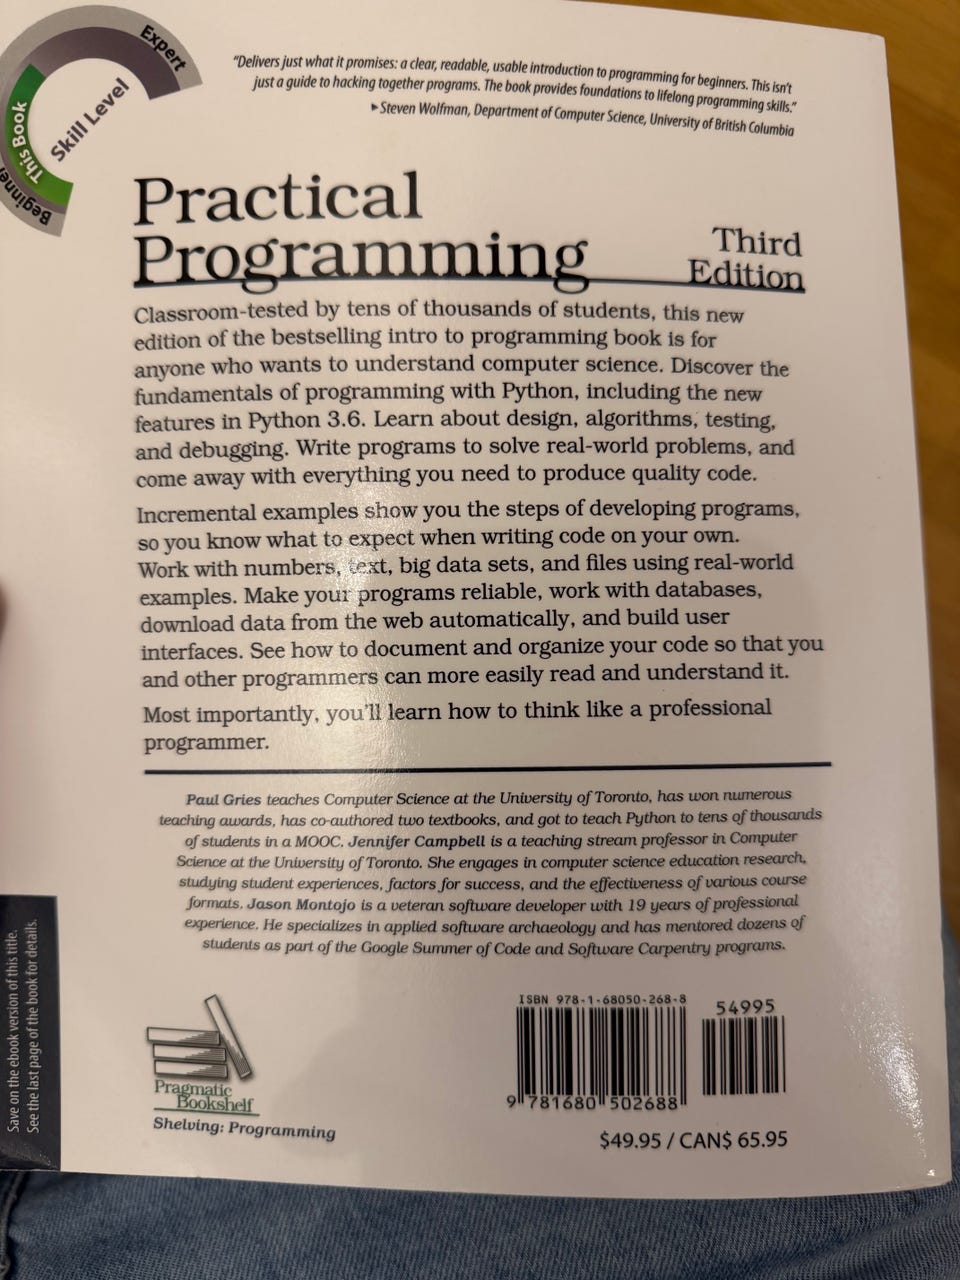 Expert
This Book
Skill Level
Beginner
"Delivers just what it promises: a clear, readable, usable introduction to programming for beginners. This isn't
just a guide to hacking together programs. The book provides foundations to lifelong programming skills."
▸ Steven Wolfman, Department of Computer Science, University of British Columbia
Practical
Programming
Third
Edition
Classroom-tested by tens of thousands of students, this new
edition of the bestselling intro to programming book is for
anyone who wants to understand computer science. Discover the
fundamentals of programming with Python, including the new
features in Python 3.6. Learn about design, algorithms, testing,
and debugging. Write programs to solve real-world problems, and
come away with everything you need to produce quality code.
Incremental examples show you the steps of developing programs,
so you know what to expect when writing code on your own.
Work with numbers, text, big data sets, and files using real-world
examples. Make your programs reliable, work with databases,
download data from the web automatically, and build user
interfaces. See how to document and organize your code so that you
and other programmers can more easily read and understand it.
Most importantly, you'll learn how to think like a professional
programmer.
Paul Gries teaches Computer Science at the University of Toronto, has won numerous
teaching awards, has co-authored two textbooks, and got to teach Python to tens of thousands
of students in a MOOC. Jennifer Campbell is a teaching stream professor in Computer
Science at the University of Toronto. She engages in computer science education research,
studying student experiences, factors for success, and the effectiveness of various course
formats. Jason Montojo is a veteran software developer with 19 years of professional
experience. He specializes in applied software archaeology and has mentored dozens of
students as part of the Google Summer of Code and Software Carpentry programs.
Save on the ebook version of this title.
See the last page of the book for details.
Pragmatic
Bookshelf
Shelving: Programming
ISBN 978-1-68050-268-8
54995
9 781680 502688
$49.95 / CAN$ 65.95